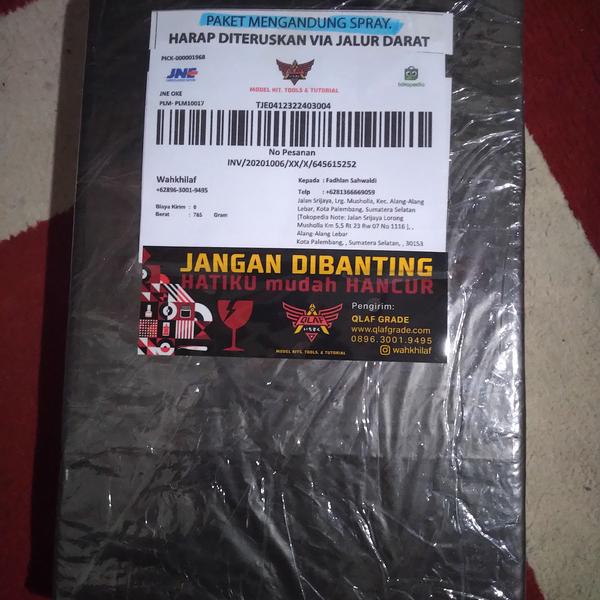 PAKET MENGANDUNG SPRAY.
HARAP DITERUSKAN VIA JALUR DARAT
PICK-000001968
JNE
QLAF
MODEL KIT, TOOLS & TUTORIAL
tokopedia
JNE OKE
PLM- PLM10017
TJE0412322403004
No Pesanan
INV/20201006/XX/X/645615252
Wahkhilaf
+62896-3001-9495
Biaya Kirim : 0
Berat : 785 Gram
Kepada : Fadhlan Sahwaldi
Telp : +6281366669059
Jalan Srijaya, Lrg. Musholla, Kec. Alang-Alang
Lebar, Kota Palembang, Sumatera Selatan
[Tokopedia Note: Jalan Srijaya Lorong
Musholla Km 5,5 Rt 23 Rw 07 No 1116 ], ,
Alang-Alang Lebar
Kota Palembang, , Sumatera Selatan, , 30153
JANGAN DIBANTING
HATIKU mudah HANCUR
QLAF
MODEL KITS, TOOLS, & TUTORIAL
Pengirim:
QLAF GRADE
www.qlafgrade.com
0896.3001.9495
wahkhilaf